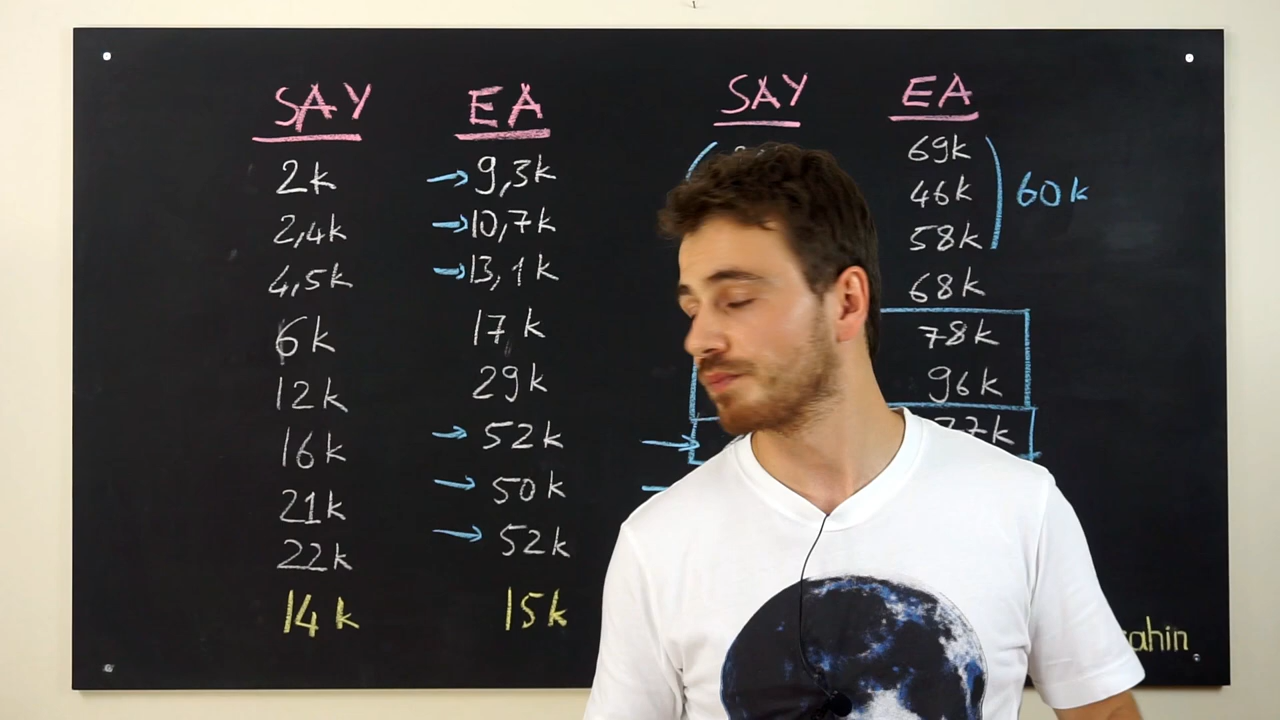 SAY EA
2k 9,3k
2,4k 10,7k
4,5k 13,1k
6k 17k
12k 29k
16k 52k
21k 50k
22k 52k
14k 15k
SAY EA
69k
46k 60k
58k
68k
78k
96k
77k